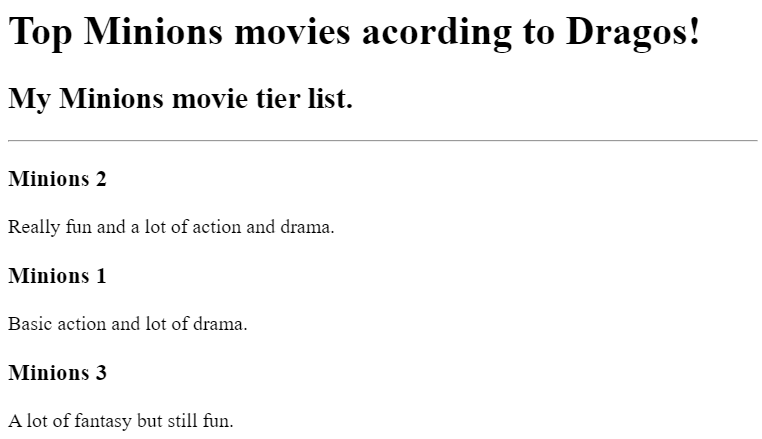 Top Minions movies acording to Dragos!
My Minions movie tier list.
Minions 2
Really fun and a lot of action and drama.
Minions 1
Basic action and lot of drama.
Minions 3
A lot of fantasy but still fun.